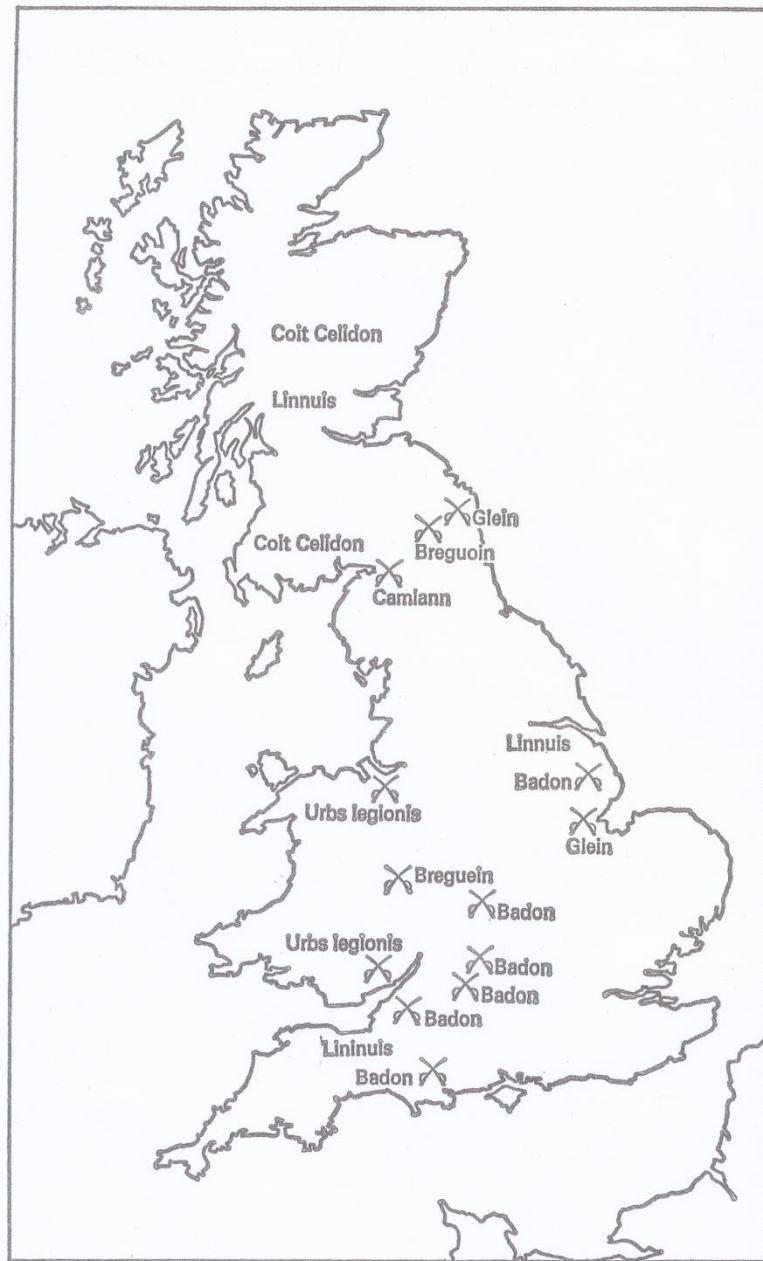 Coit Celidon
Linnuis
Glein
Breguoin
Coit Celidon
Camlann
Linnuis
Badon
Urbs legionis
Glein
Breguein
Badon
Urbs legionis
Badon
Badon
Badon
Lininuis
Badon